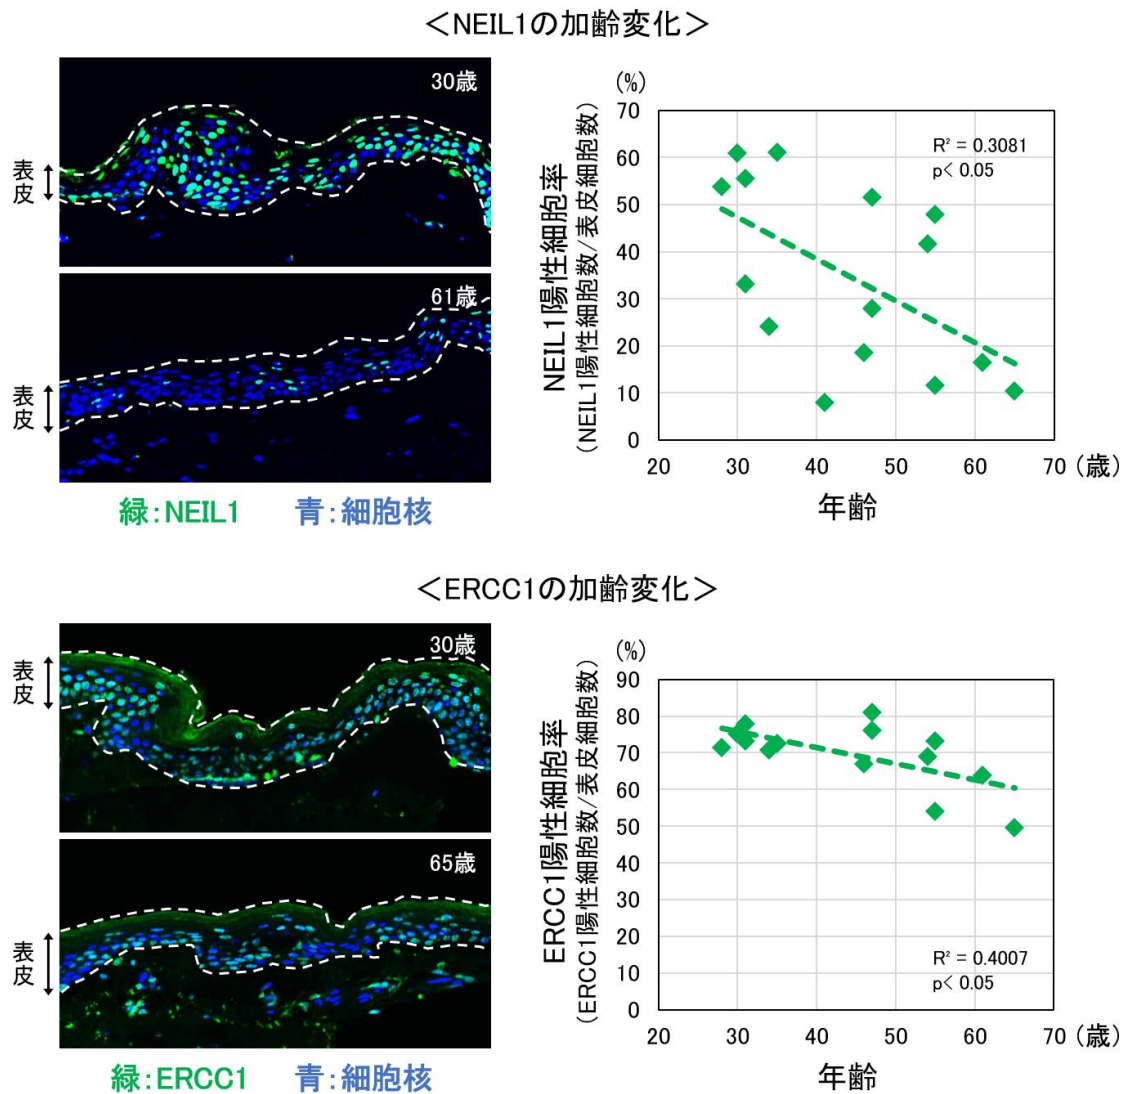 ＜NEIL1の加齢変化＞
30歳
表皮
61歳
表皮
緑：NEIL1 青：細胞核
(%)
NEIL1陽性細胞率
（NEIL1陽性細胞数/表皮細胞数）
70
60
50
40
30
20
10
0
R² = 0.3081
p< 0.05
20 30 40 50 60 70 (歳)
年齢
＜ERCC1の加齢変化＞
30歳
表皮
65歳
表皮
緑：ERCC1 青：細胞核
(%)
ERCC1陽性細胞率
（ERCC1陽性細胞数/表皮細胞数）
90
80
70
60
50
40
30
20
10
0
R² = 0.4007
p< 0.05
20 30 40 50 60 70 (歳)
年齢